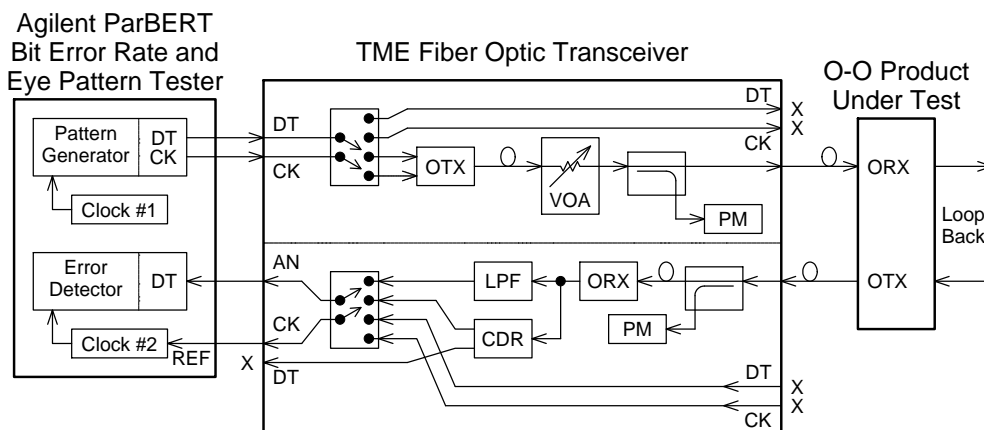 Agilent ParBERT
Bit Error Rate and
Eye Pattern Tester
TME Fiber Optic Transceiver
O-O Product
Under Test
Pattern
Generator
DT
CK
Clock #1
Error
Detector
DT
Clock #2
REF
DT
CK
OTX
VOA
PM
DT
X
X
CK
ORX
OTX
Loop
Back
AN
CK
X
DT
LPF
CDR
ORX
PM
DT
X
X
CK